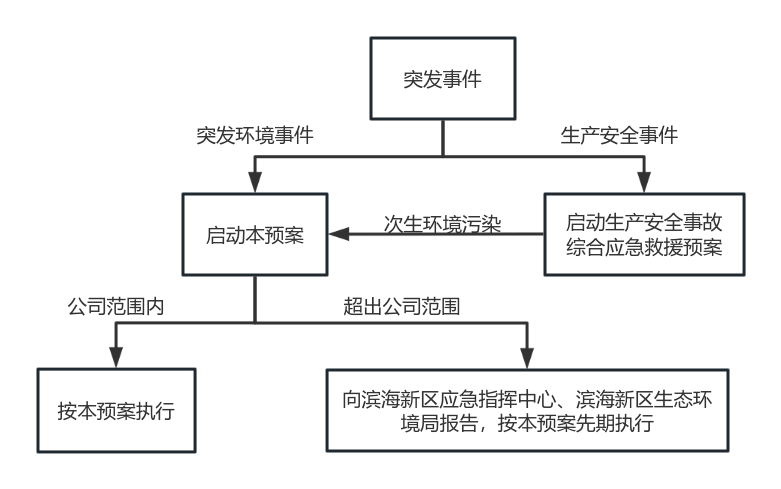 突发事件
突发环境事件
生产安全事件
启动本预案
次生环境污染
启动生产安全事故
综合应急救援预案
公司范围内
超出公司范围
按本预案执行
向滨海新区应急指挥中心、滨海新区生态环
境局报告，按本预案先期执行